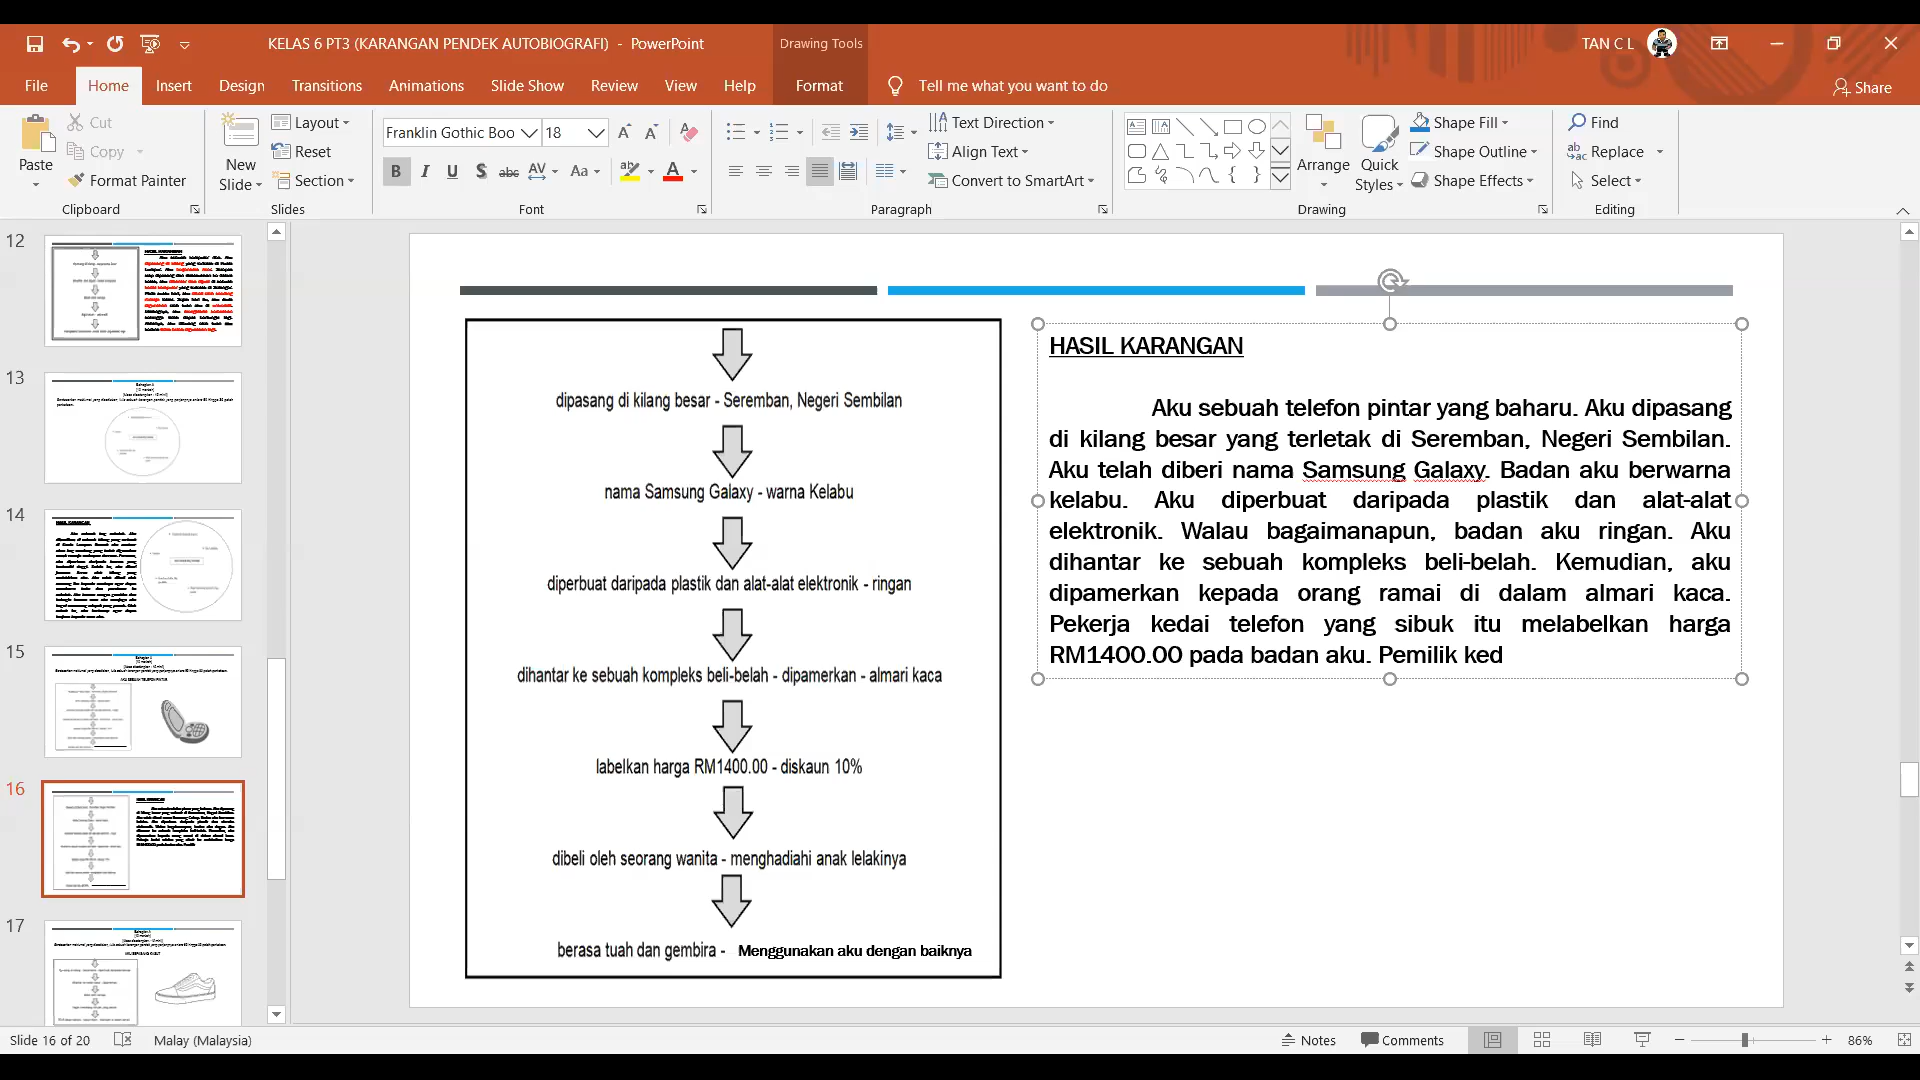 KELAS 6 PT3 (KARANGAN PENDEK AUTOBIOGRAFI) - PowerPoint
Drawing Tools
TAN C L
File
Home
Insert
Design
Transitions
Animations
Slide Show
Review
View
Help
Format
Tell me what you want to do
Share
Paste
Cut
Copy
Format Painter
Clipboard
New Slide
Layout
Reset
Section
Slides
Franklin Gothic Boo
18
Font
Text Direction
Align Text
Convert to SmartArt
Paragraph
Arrange
Quick Styles
Shape Fill
Shape Outline
Shape Effects
Drawing
Find
Replace
Select
Editing
12
13
14
15
16
17
dipasang di kilang besar - Seremban, Negeri Sembilan
nama Samsung Galaxy - warna Kelabu
diperbuat daripada plastik dan alat-alat elektronik - ringan
dihantar ke sebuah kompleks beli-belah - dipamerkan - almari kaca
labelkan harga RM1400.00 - diskaun 10%
dibeli oleh seorang wanita - menghadiahi anak lelakinya
berasa tuah dan gembira - Menggunakan aku dengan baiknya
HASIL KARANGAN
Aku sebuah telefon pintar yang baharu. Aku dipasang
di kilang besar yang terletak di Seremban, Negeri Sembilan.
Aku telah diberi nama Samsung Galaxy. Badan aku berwarna
kelabu. Aku diperbuat daripada plastik dan alat-alat
elektronik. Walau bagaimanapun, badan aku ringan. Aku
dihantar ke sebuah kompleks beli-belah. Kemudian, aku
dipamerkan kepada orang ramai di dalam almari kaca.
Pekerja kedai telefon yang sibuk itu melabelkan harga
RM1400.00 pada badan aku. Pemilik ked
Slide 16 of 20
Malay (Malaysia)
Notes
Comments
86%